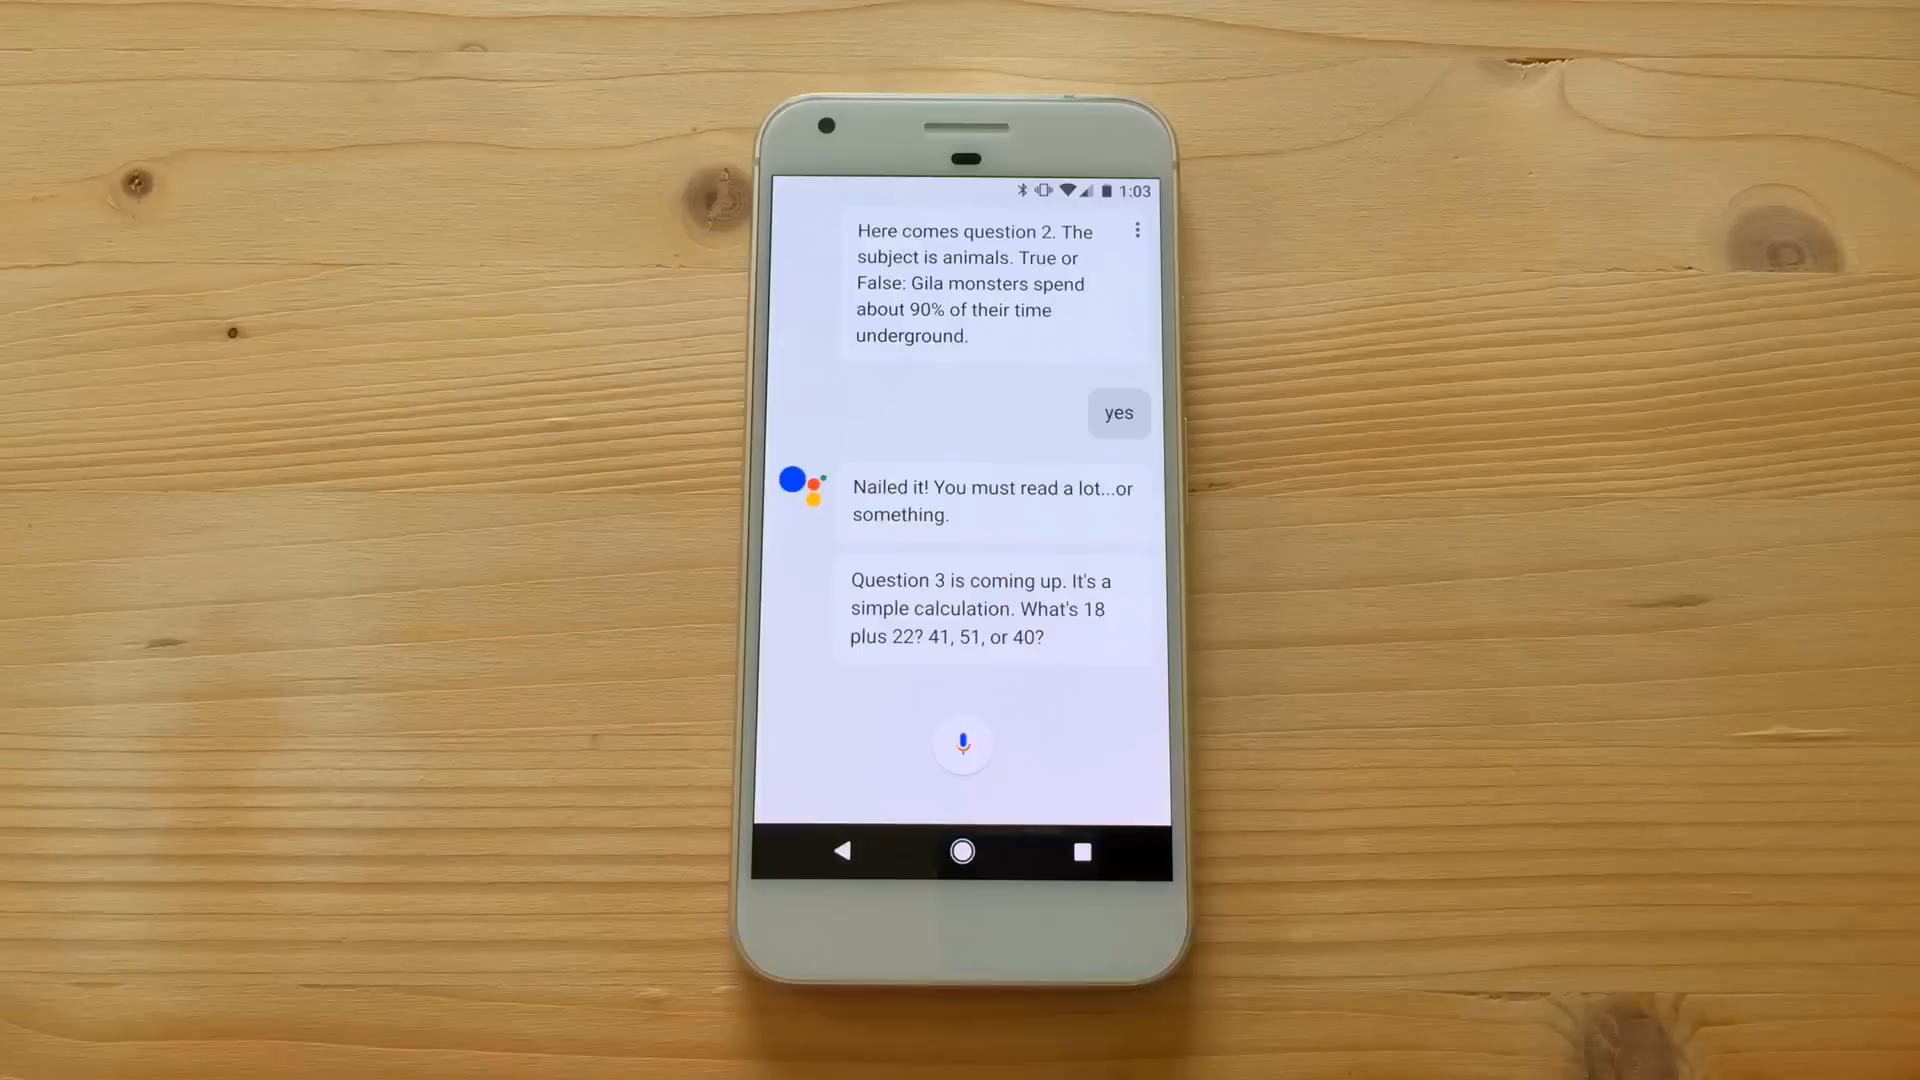 1:03
Here comes question 2. The
subject is animals. True or
False: Gila monsters spend
about 90% of their time
underground.
yes
Nailed it! You must read a lot...or
something.
Question 3 is coming up. It's a
simple calculation. What's 18
plus 22? 41, 51, or 40?